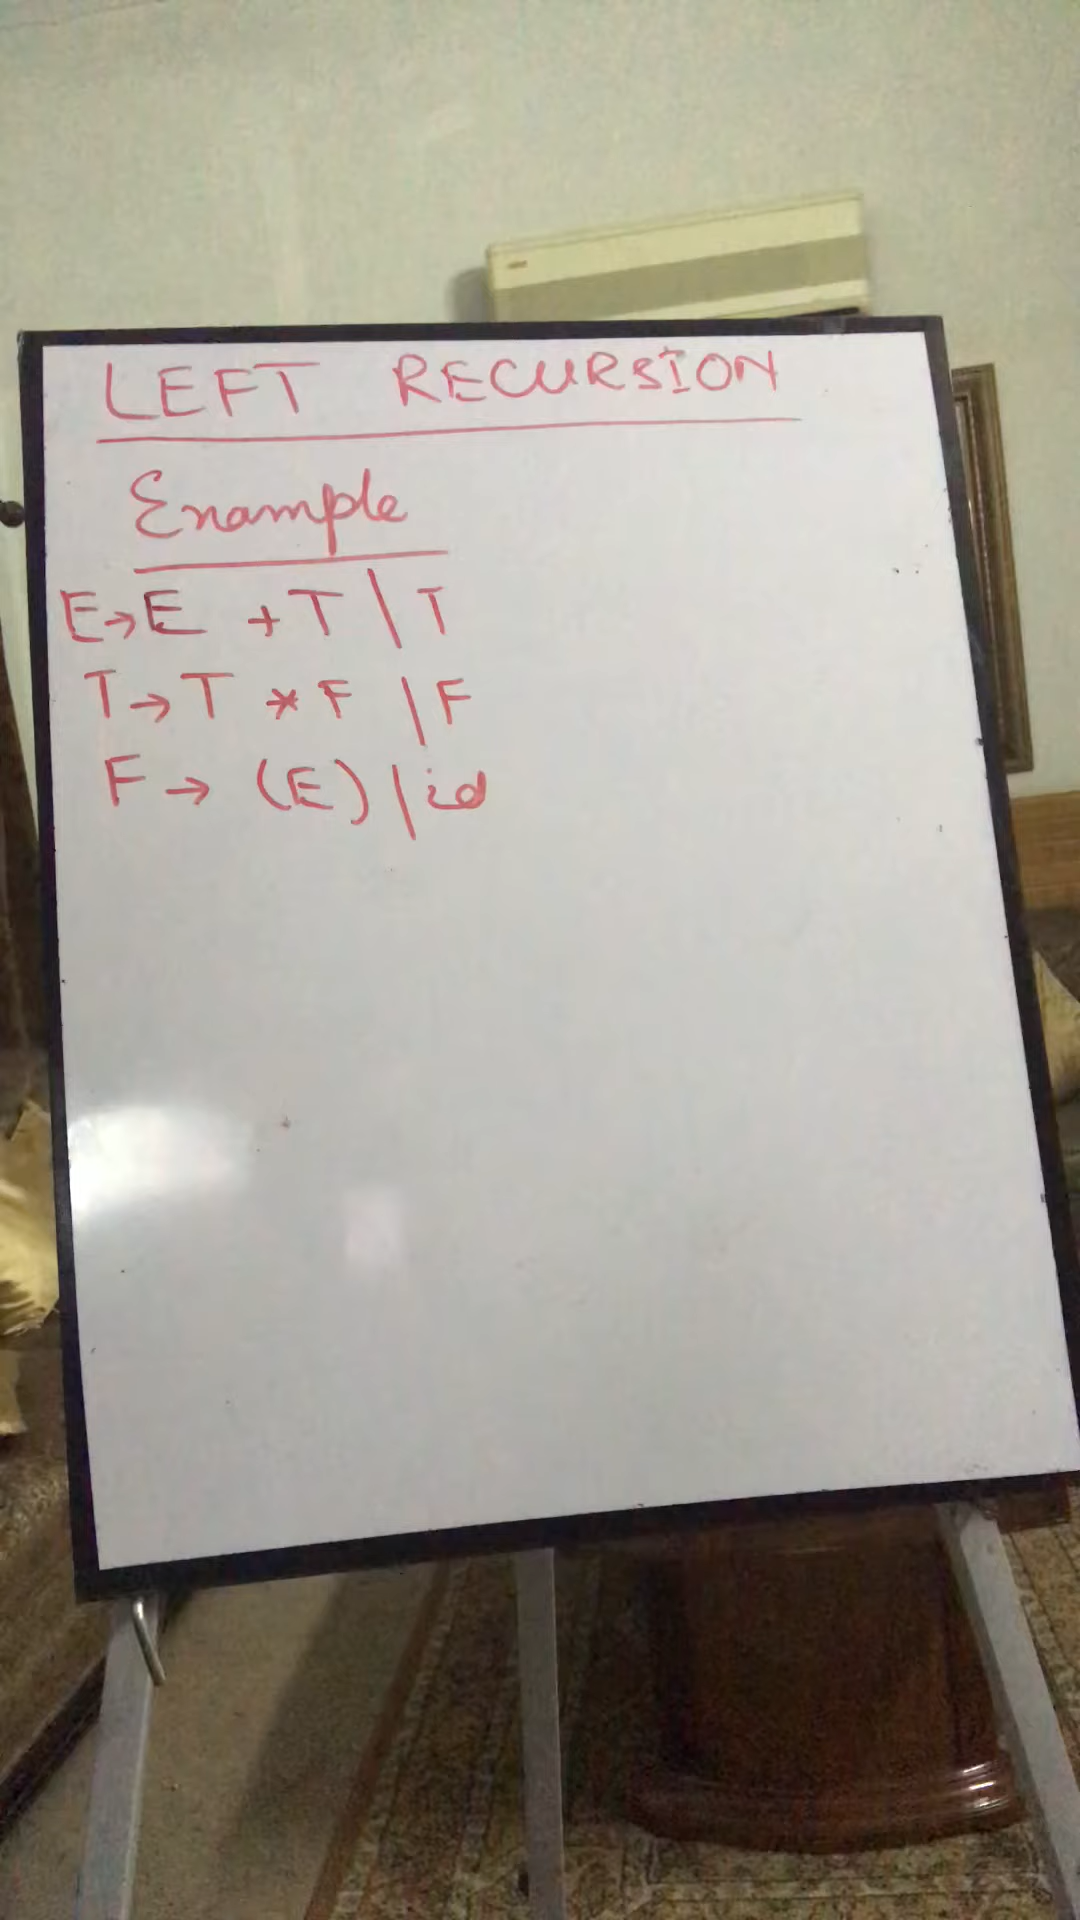 LEFT RECURSION
Example
E→E + T | T
T→T * F | F
F → (E) | id